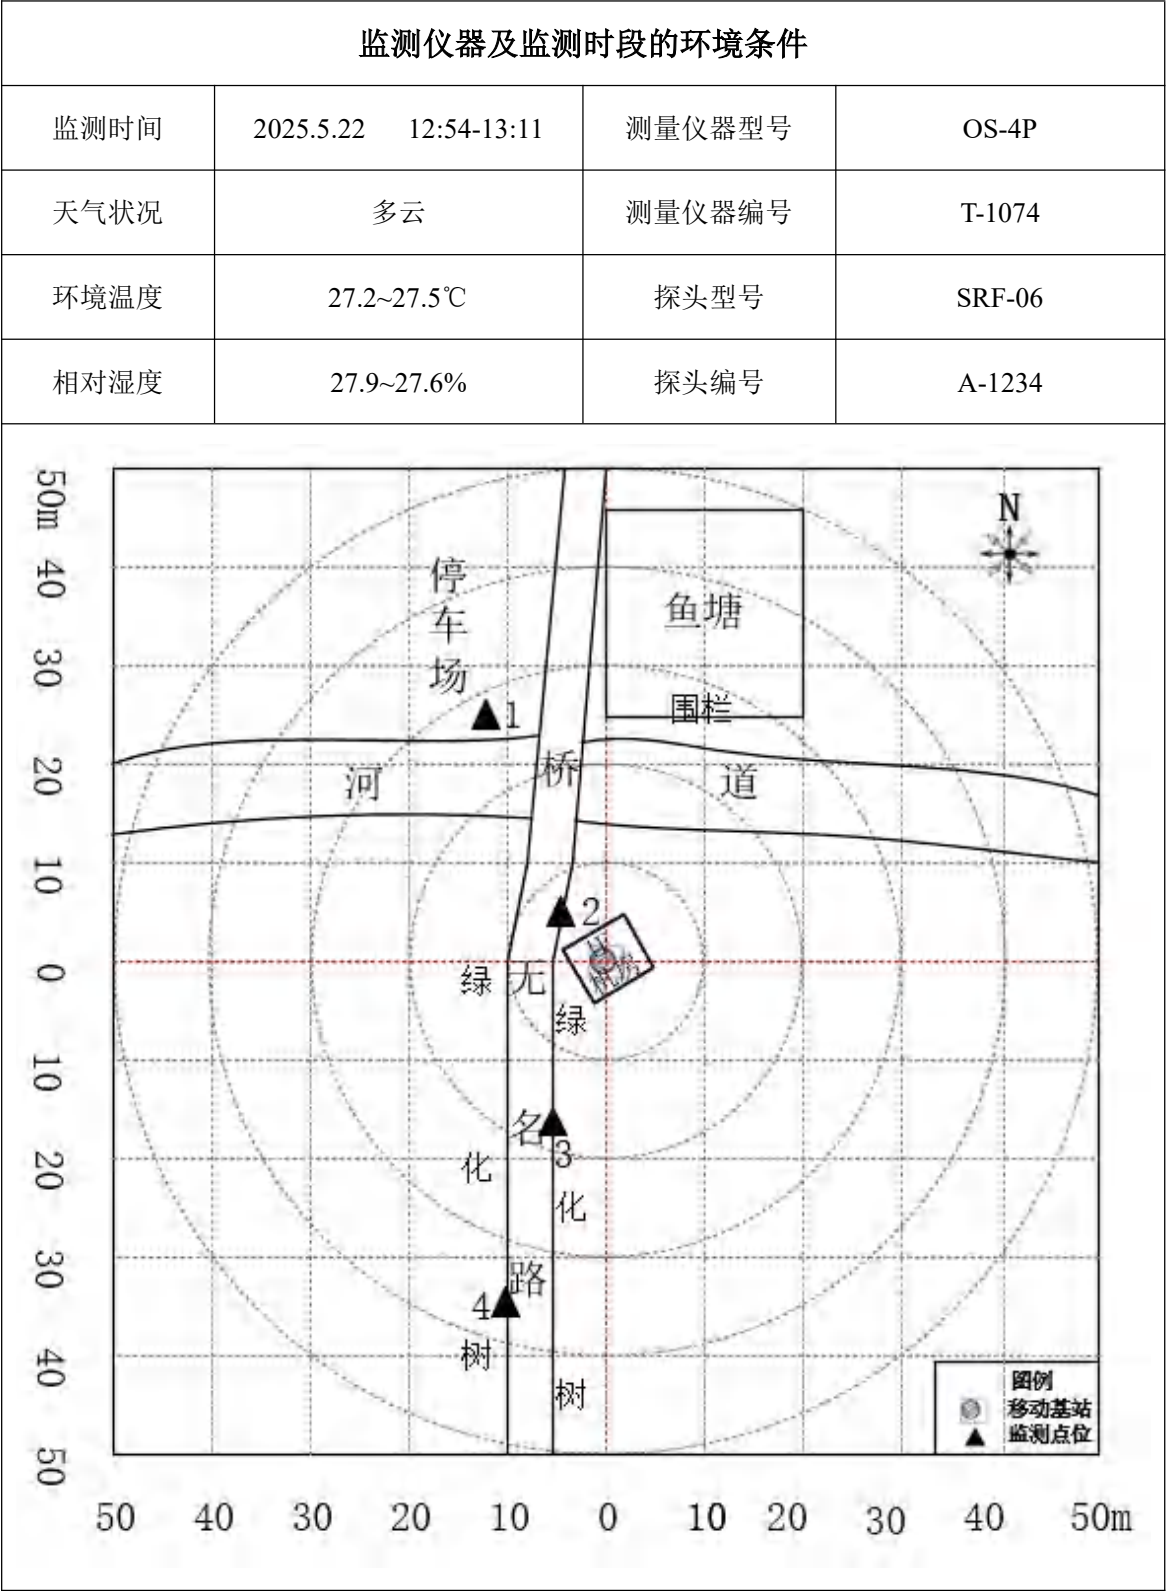 监测仪器及监测时段的环境条件
监测时间 2025.5.22 12:54-13:11 测量仪器型号 OS-4P
天气状况 多云 测量仪器编号 T-1074
环境温度 27.2~27.5℃ 探头型号 SRF-06
相对湿度 27.9~27.6% 探头编号 A-1234
50m
40
30
20
10
0
10
20
30
40
50
N
停车场
鱼塘
围栏
1
河
桥
道
2
机房
绿
无
绿
名
3
化
化
路
4
树
树
图例
移动基站
监测点位
50 40 30 20 10 0 10 20 30 40 50m